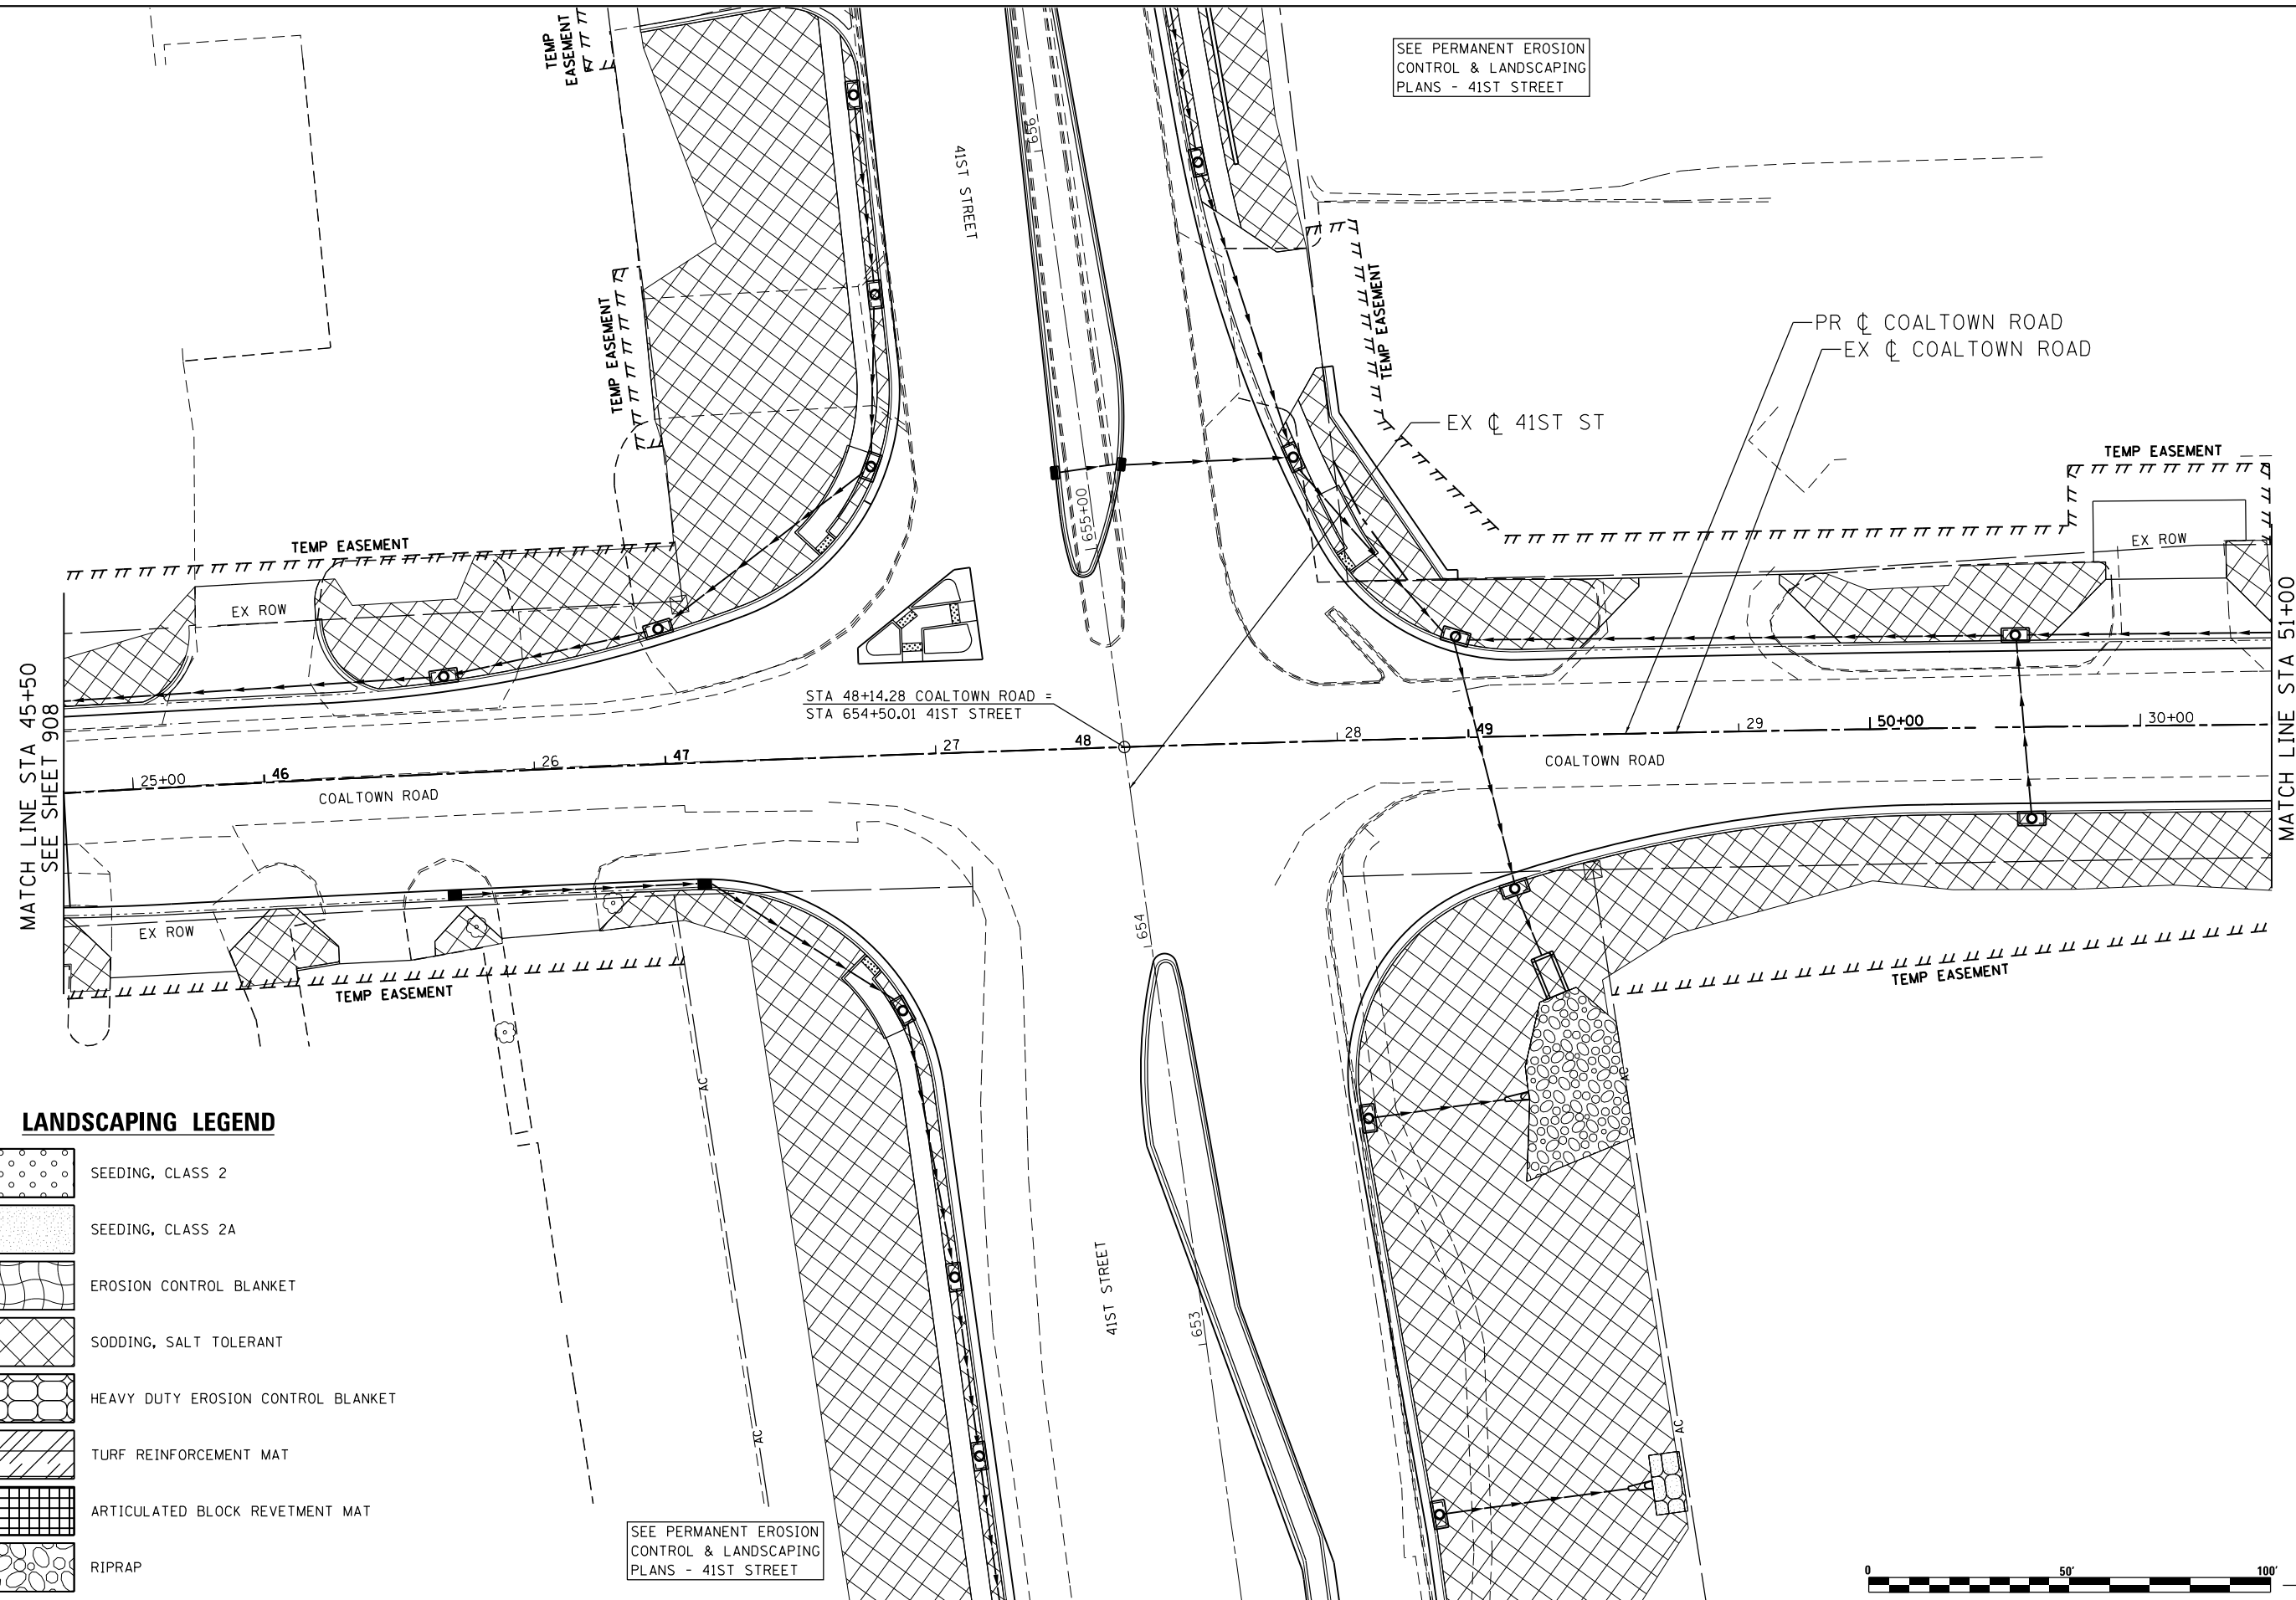 TEMP
EASEMENT
SEE PERMANENT EROSION
CONTROL & LANDSCAPING
PLANS - 41ST STREET
656
41ST STREET
TEMP EASEMENT
TEMP EASEMENT
PR ℄ COALTOWN ROAD
EX ℄ COALTOWN ROAD
EX ℄ 41ST ST
TEMP EASEMENT
655+00
TEMP EASEMENT
EX ROW
EX ROW
MATCH LINE STA 45+50
SEE SHEET 908
MATCH LINE STA 51+00
STA 48+14.28 COALTOWN ROAD =
STA 654+50.01 41ST STREET
25+00
46
26
47
27
48
28
49
29
50+00
30+00
COALTOWN ROAD
COALTOWN ROAD
EX ROW
654
TEMP EASEMENT
TEMP EASEMENT
AC
AC
LANDSCAPING LEGEND
SEEDING, CLASS 2
SEEDING, CLASS 2A
EROSION CONTROL BLANKET
SODDING, SALT TOLERANT
HEAVY DUTY EROSION CONTROL BLANKET
TURF REINFORCEMENT MAT
ARTICULATED BLOCK REVETMENT MAT
RIPRAP
41ST STREET
653
AC
AC
SEE PERMANENT EROSION
CONTROL & LANDSCAPING
PLANS - 41ST STREET
0 50' 100'